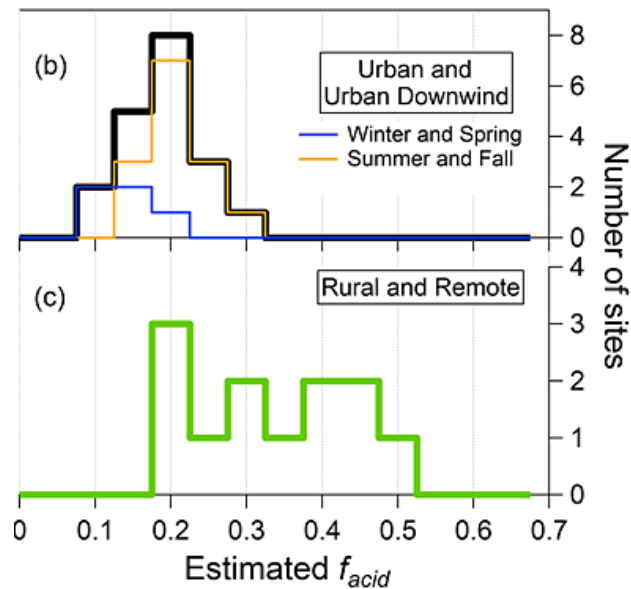 (b)
Urban and
Urban Downwind
Winter and Spring
Summer and Fall
8
6
4
2
0
(c)
Rural and Remote
4
3
2
1
0
Number of sites
0 0.1 0.2 0.3 0.4 0.5 0.6 0.7
Estimated facid